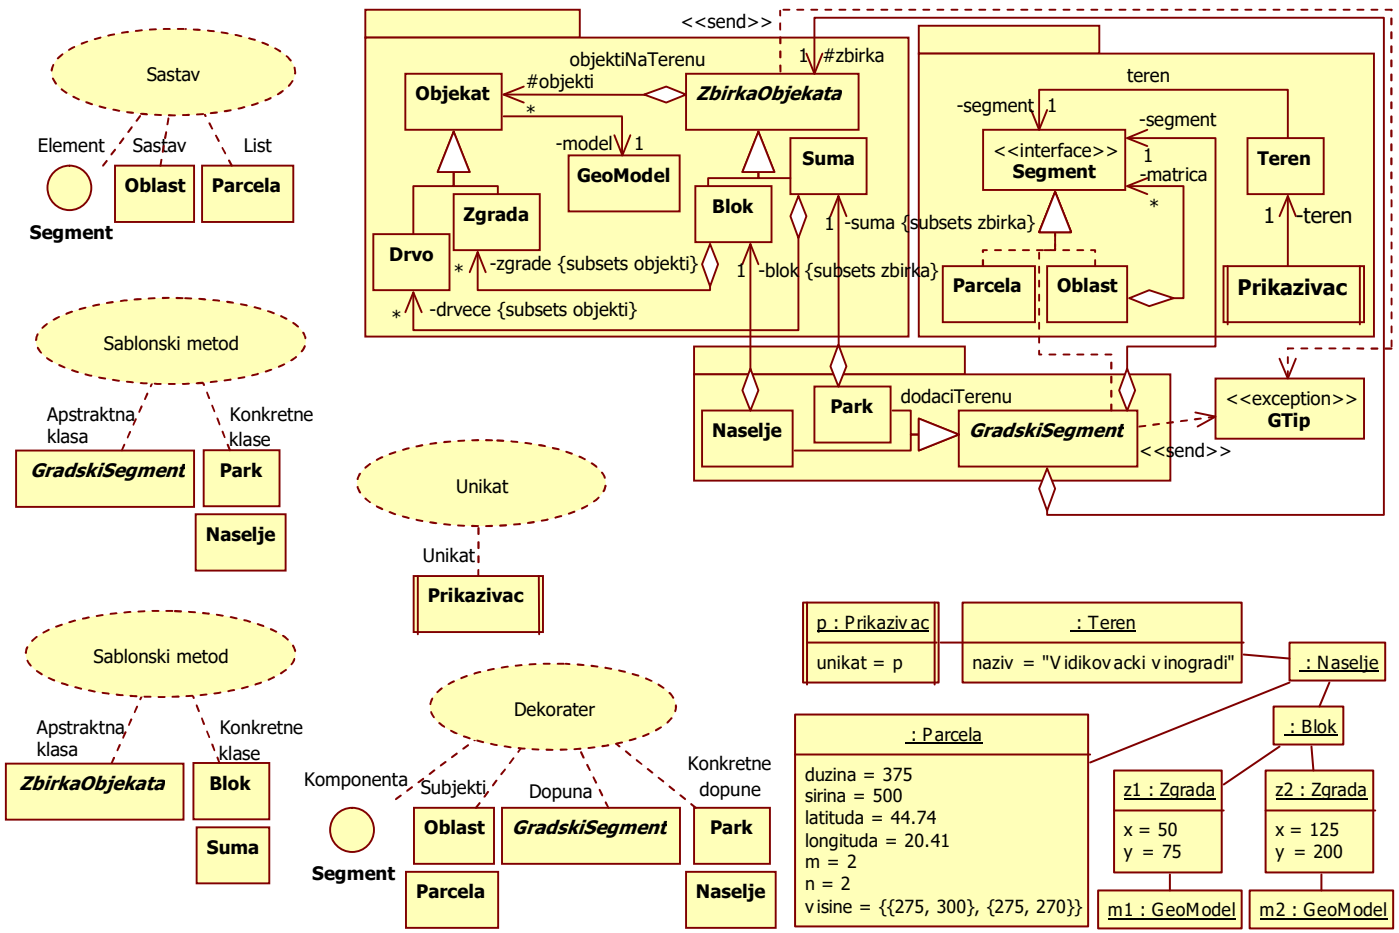 Sastav
Element
Sastav
List
Segment
Oblast
Parcela
<<send>>
objektiNaTerenu
1
#zbirka
Objekat
#objekti
*
ZbirkaObjekata
-model
1
GeoModel
Suma
Zgrada
Blok
Drvo
1
-suma {subsets zbirka}
*
-zgrade {subsets objekti}
1
-blok {subsets zbirka}
*
-drvece {subsets objekti}
teren
-segment
1
-segment
1
<<interface>>
Segment
-matrica
*
Teren
1
-teren
Parcela
Oblast
Prikazivac
dodaciTerenu
Naselje
Park
GradskiSegment
<<send>>
<<exception>>
GTip
Sablonski metod
Apstraktna
klasa
Konkretne
klase
GradskiSegment
Park
Naselje
Unikat
Unikat
Prikazivac
Sablonski metod
Apstraktna
klasa
Konkretne
klase
ZbirkaObjekata
Blok
Suma
Dekorater
Komponenta
Subjekti
Dopuna
Konkretne
dopune
Segment
Oblast
Parcela
GradskiSegment
Park
Naselje
p : Prikazivac
unikat = p
: Teren
naziv = "Vidikovacki vinogradi"
: Naselje
: Parcela
duzina = 375
sirina = 500
latituda = 44.74
longituda = 20.41
m = 2
n = 2
visine = {{275, 300}, {275, 270}}
: Blok
z1 : Zgrada
x = 50
y = 75
z2 : Zgrada
x = 125
y = 200
m1 : GeoModel
m2 : GeoModel